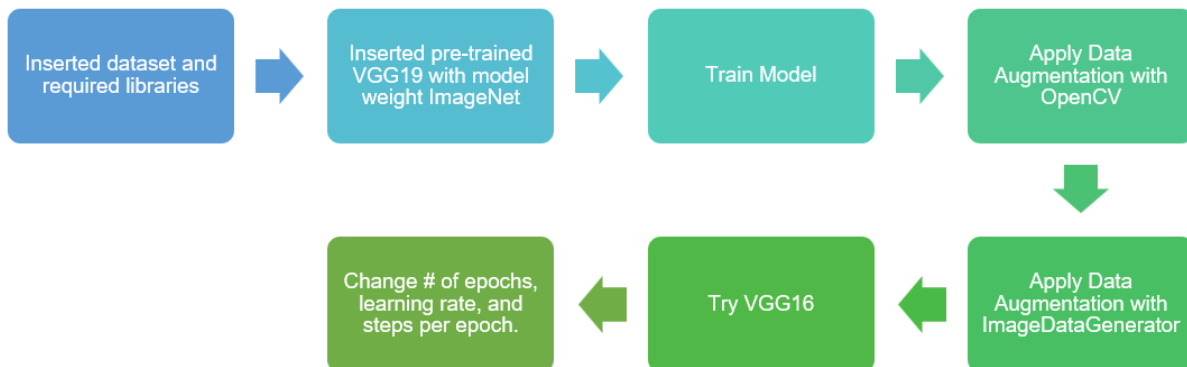 Inserted dataset and
required libraries
Inserted pre-trained
VGG19 with model
weight ImageNet
Train Model
Apply Data
Augmentation with
OpenCV
Apply Data
Augmentation with
ImageDataGenerator
Try VGG16
Change # of epochs,
learning rate, and
steps per epoch.